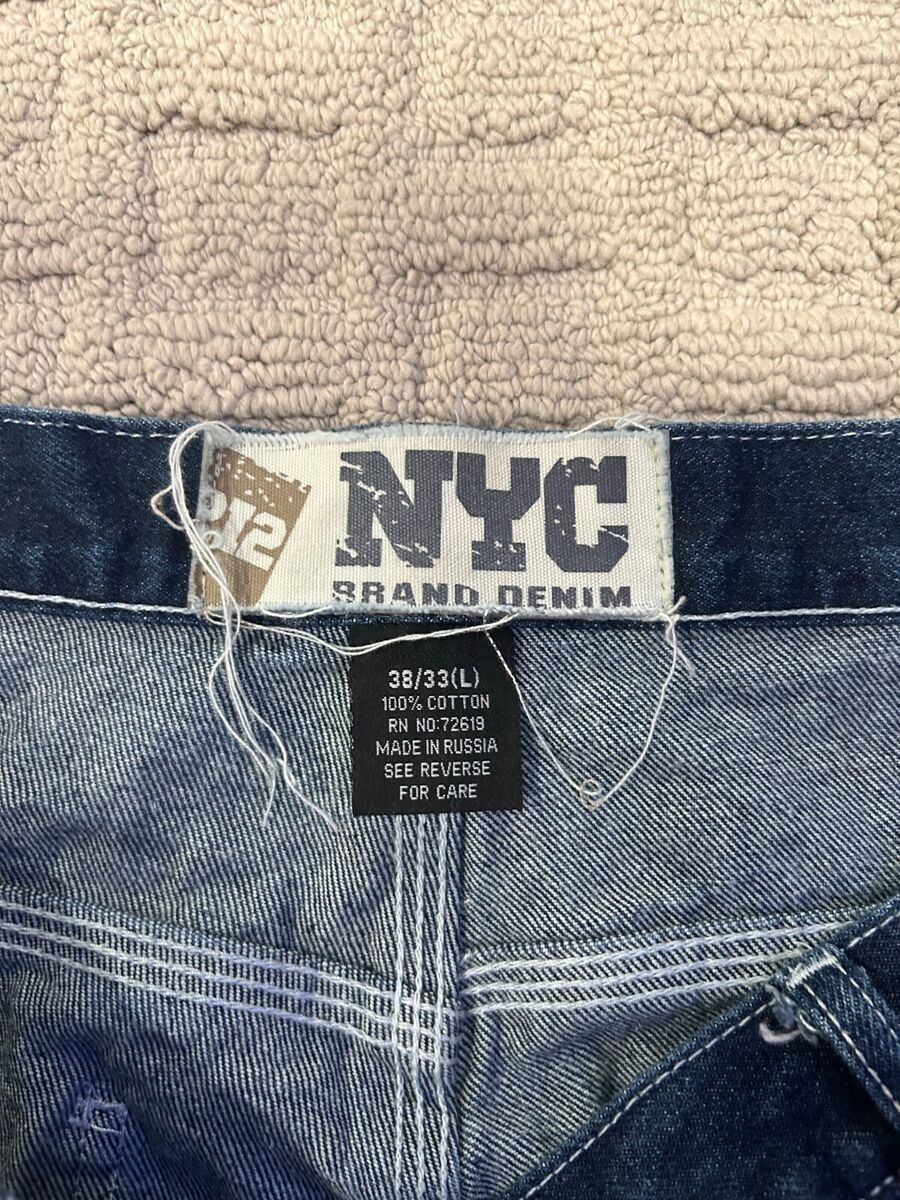 212
NYC
BRAND DENIM
38/33(L)
100% COTTON
RN NO:72619
MADE IN RUSSIA
SEE REVERSE
FOR CARE